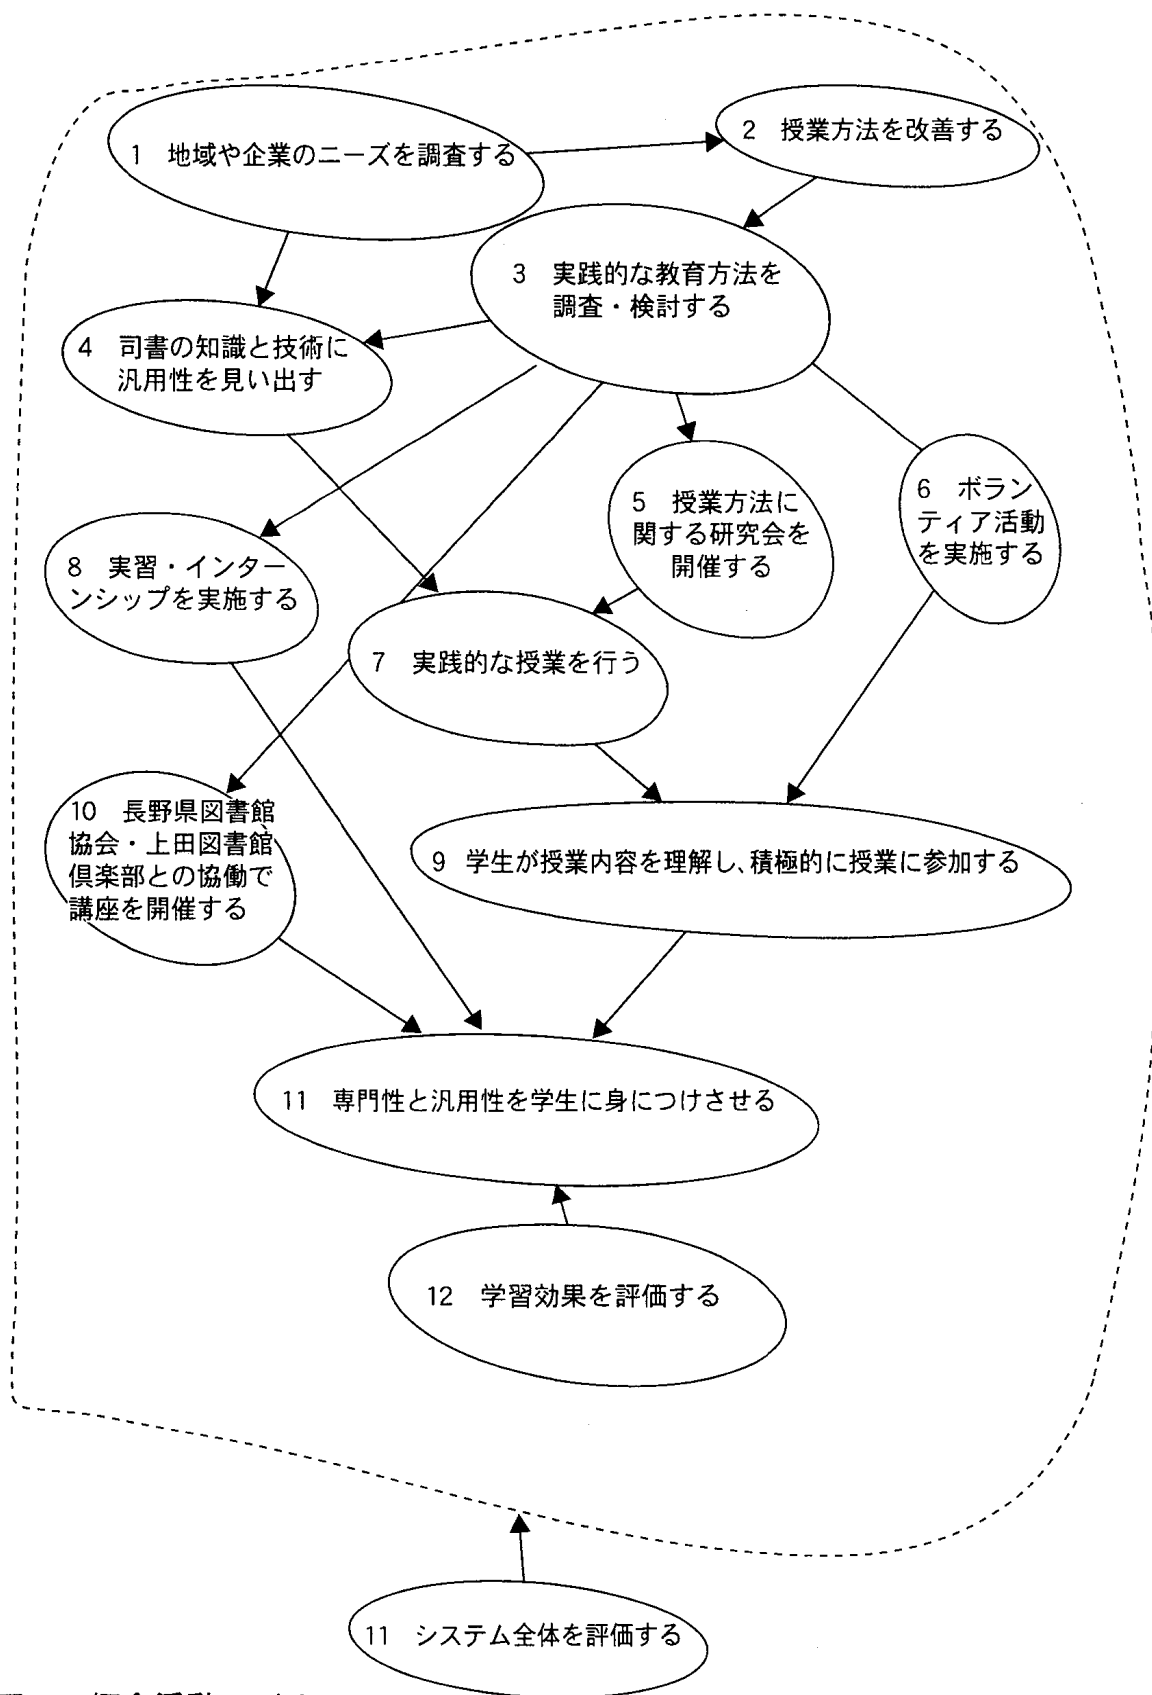 1 地域や企業のニーズを調査する
2 授業方法を改善する
3 実践的な教育方法を
調査・検討する
4 司書の知識と技術に
汎用性を見い出す
5 授業方法に
関する研究会を
開催する
6 ボラン
ティア活動
を実施する
8 実習・インター
ンシップを実施する
7 実践的な授業を行う
10 長野県図書館
協会・上田図書館
倶楽部との協働で
講座を開催する
9 学生が授業内容を理解し、積極的に授業に参加する
11 専門性と汎用性を学生に身につけさせる
12 学習効果を評価する
11 システム全体を評価する